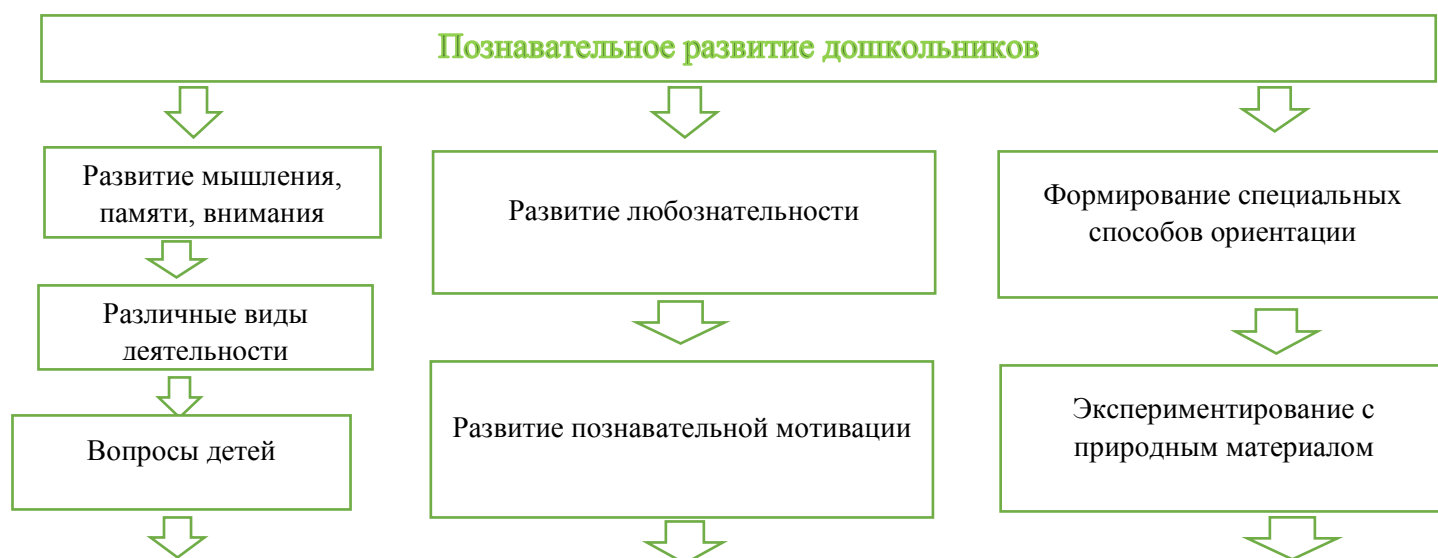 Познавательное развитие дошкольников
Развитие мышления,
памяти, внимания
Различные виды
деятельности
Вопросы детей
Развитие любознательности
Развитие познавательной мотивации
Формирование специальных
способов ориентации
Экспериментирование с
природным материалом